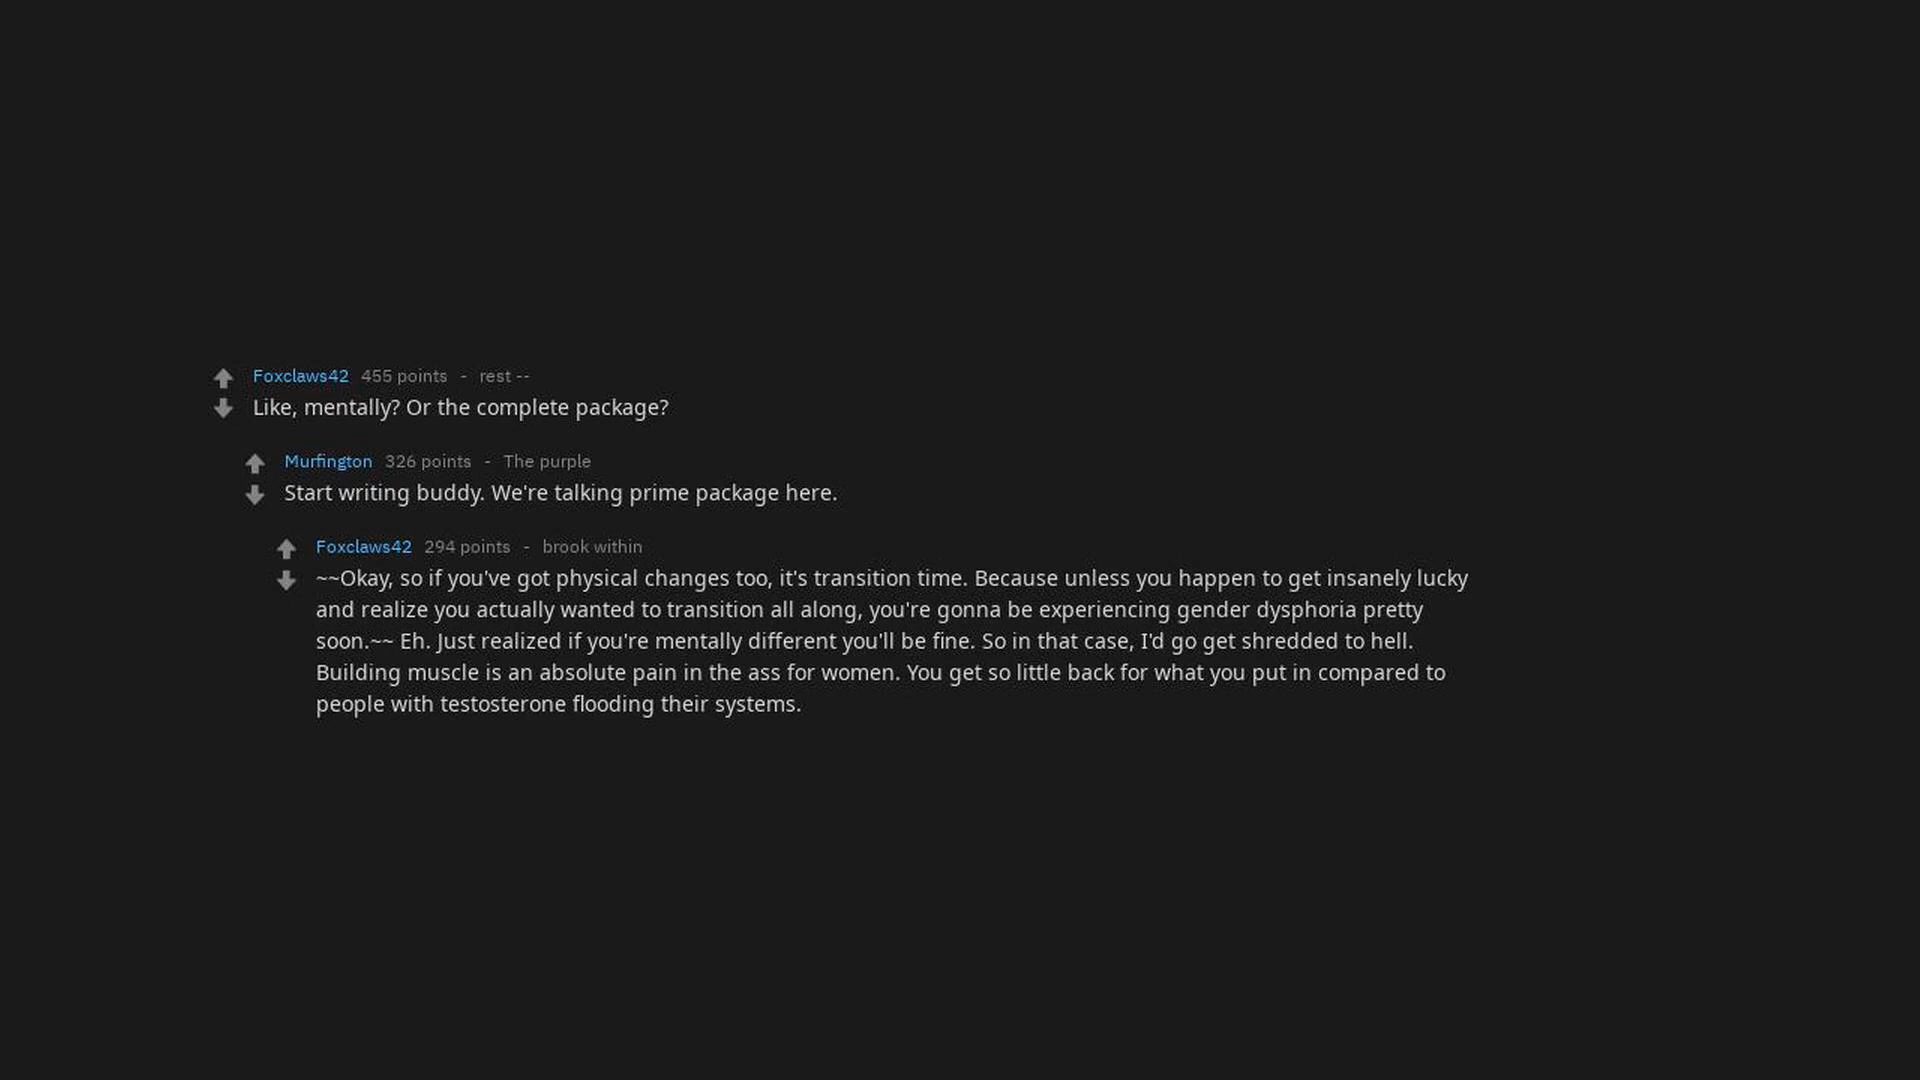 Foxclaws42 455 points - rest --
Like, mentally? Or the complete package?
Murfington 326 points - The purple
Start writing buddy. We're talking prime package here.
Foxclaws42 294 points - brook within
~~Okay, so if you've got physical changes too, it's transition time. Because unless you happen to get insanely lucky
and realize you actually wanted to transition all along, you're gonna be experiencing gender dysphoria pretty
soon.~~ Eh. Just realized if you're mentally different you'll be fine. So in that case, I'd go get shredded to hell.
Building muscle is an absolute pain in the ass for women. You get so little back for what you put in compared to
people with testosterone flooding their systems.